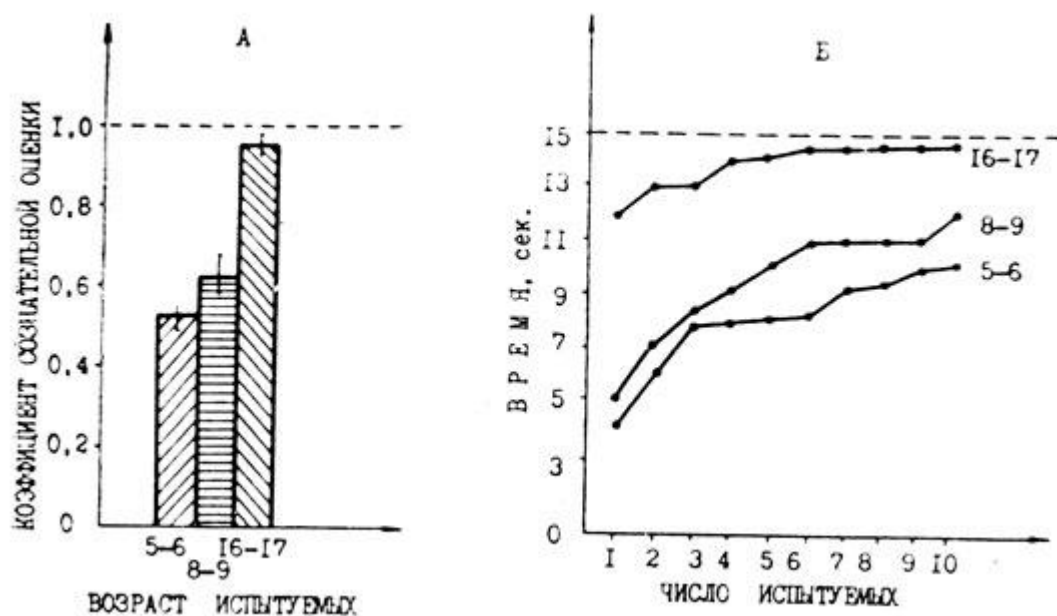 А
КОЭФФИЦИЕНТ СОЗНАТЕЛЬНОЙ ОЦЕНКИ
I,0
0,8
0,6
0,4
0,2
0
5–6 I6–I7
8–9
ВОЗРАСТ ИСПЫТУЕМЫХ
Б
ВРЕМЯ, сек.
I5
I3
II
9
7
5
3
0
I6–I7
8–9
5–6
I 2 3 4 5 6 7 8 9 I0
ЧИСЛО ИСПЫТУЕМЫХ